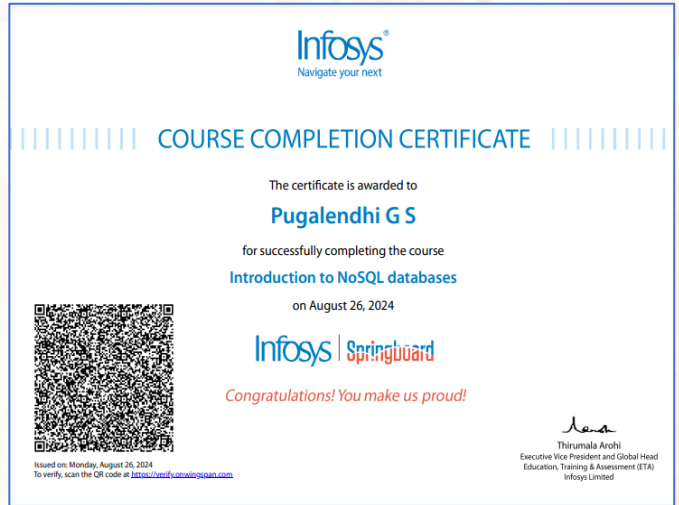 Infosys®
Navigate your next
COURSE COMPLETION CERTIFICATE
The certificate is awarded to
Pugalendhi G S
for successfully completing the course
Introduction to NoSQL databases
on August 26, 2024
Infosys | Springboard
Congratulations! You make us proud!
Issued on: Monday, August 26, 2024
To verify, scan the QR code at https://verify.onwingspan.com
Thirumala Arohi
Executive Vice President and Global Head
Education, Training & Assessment (ETA)
Infosys Limited